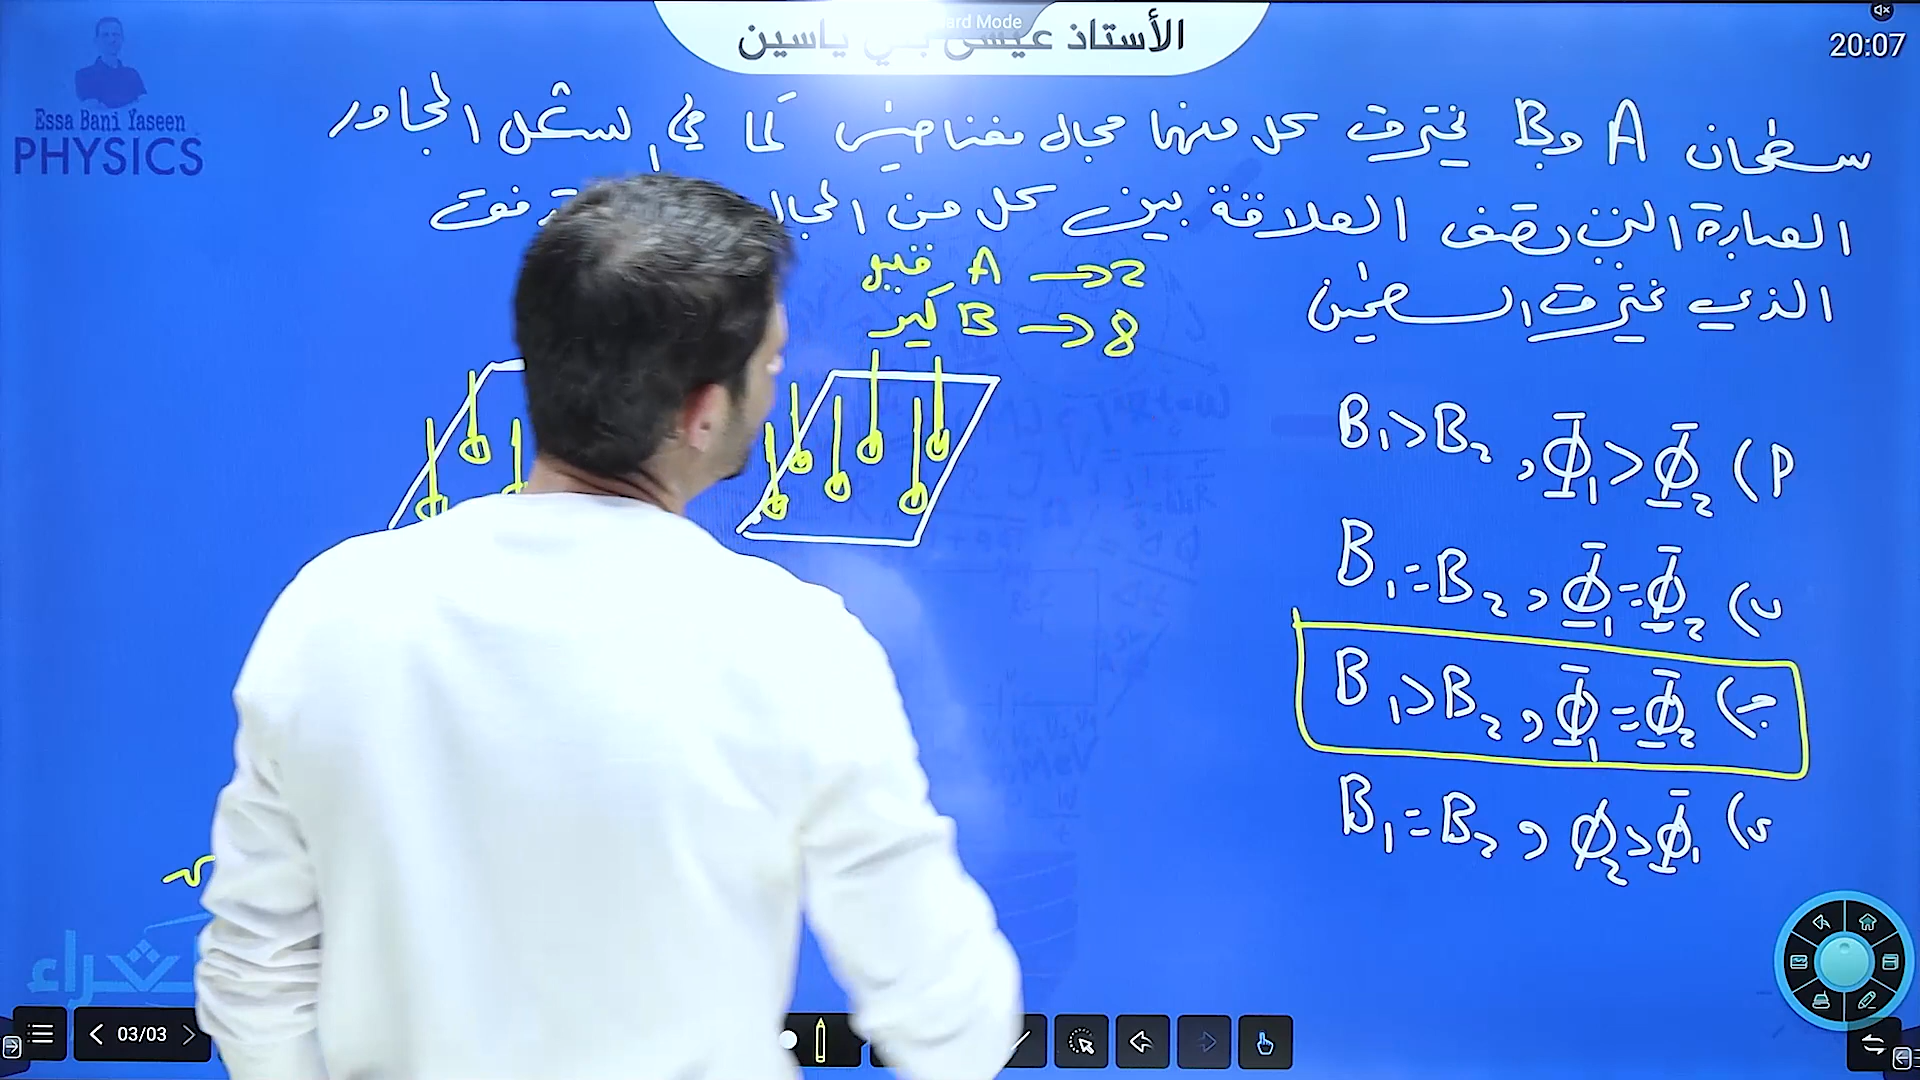 الأستاذ عيسى بني ياسين
20:07
Essa Bani Yaseen
PHYSICS
سطحان A و B يخترق كل منهما مجال مغناطيسي كما في الشكل المجاور
العبارة التي تصف العلاقة بين كل من المجال
الذي يخترق السطحين
A → 2
B → 8
أ) B₁>B₂ , Φ₁>Φ₂
ب) B₁=B₂ , Φ₁=Φ₂
ج) B₁>B₂ , Φ₁=Φ₂
د) B₁=B₂ , Φ₂>Φ₁
03/03